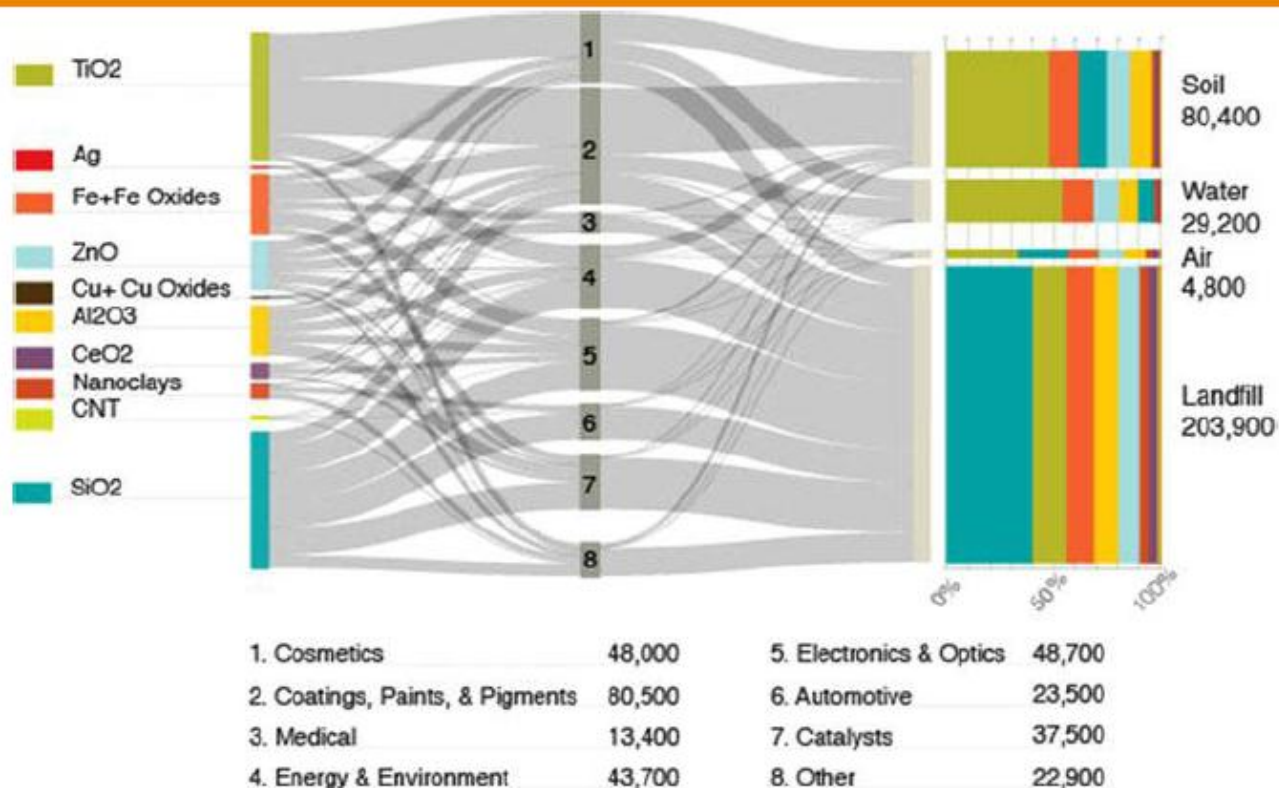 TiO2
Ag
Fe+Fe Oxides
ZnO
Cu+ Cu Oxides
Al2O3
CeO2
Nanoclays
CNT
SiO2
1
2
3
4
5
6
7
8
Soil
80,400
Water
29,200
Air
4,800
Landfill
203,900
0%
50%
100%
1. Cosmetics 48,000
2. Coatings, Paints, & Pigments 80,500
3. Medical 13,400
4. Energy & Environment 43,700
5. Electronics & Optics 48,700
6. Automotive 23,500
7. Catalysts 37,500
8. Other 22,900